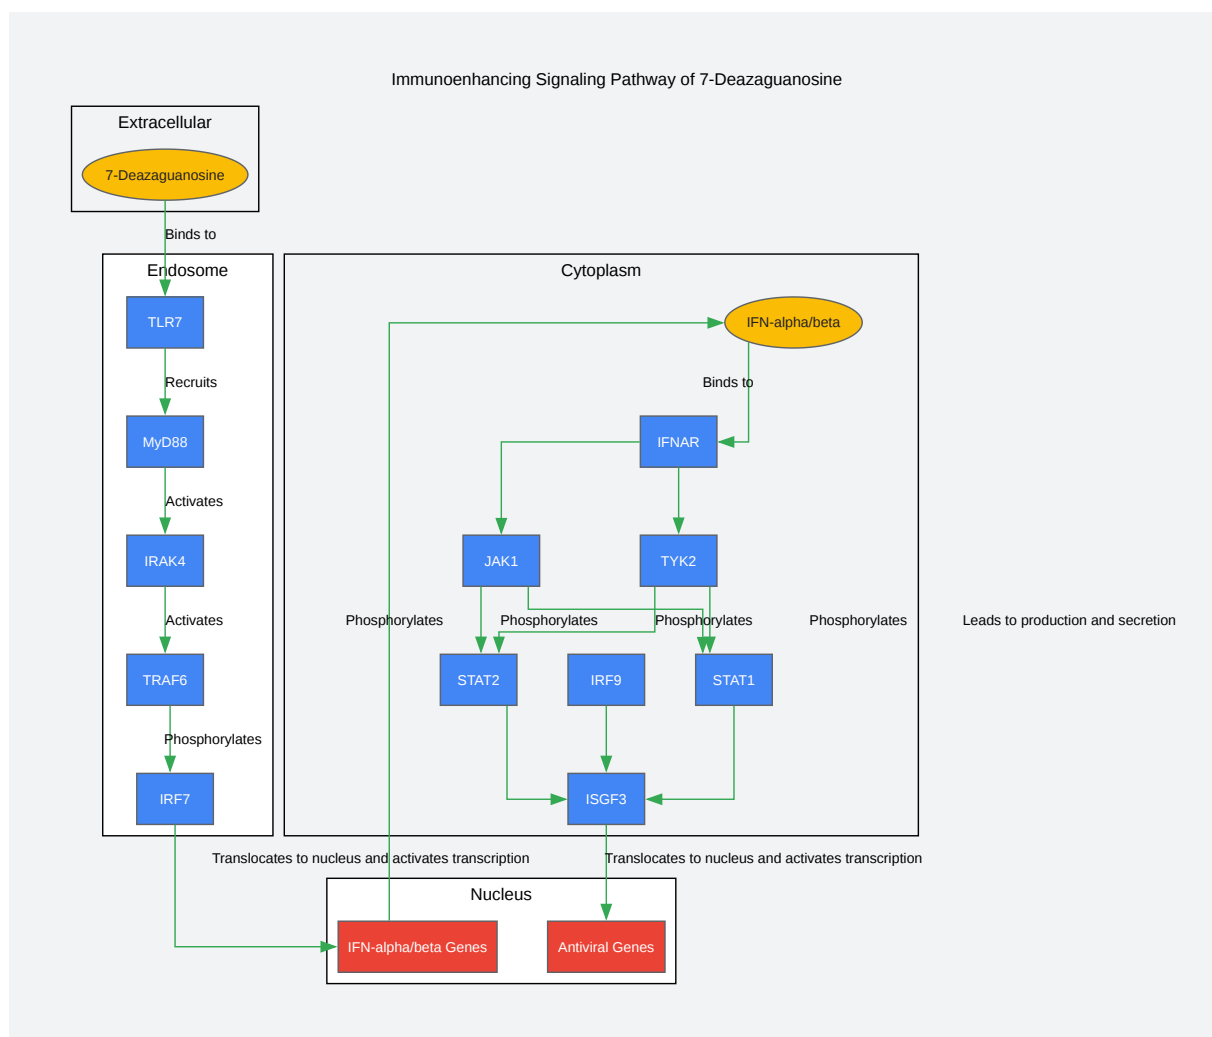 Immunoenhancing Signaling Pathway of 7-Deazaguanosine
Extracellular
7-Deazaguanosine
Binds to
Endosome
Cytoplasm
TLR7
IFN-alpha/beta
Recruits
Binds to
MyD88
IFNAR
Activates
IRAK4
JAK1
TYK2
Activates
Phosphorylates
Phosphorylates
Phosphorylates
Phosphorylates
Leads to production and secretion
TRAF6
STAT2
IRF9
STAT1
Phosphorylates
IRF7
ISGF3
Translocates to nucleus and activates transcription
Translocates to nucleus and activates transcription
Nucleus
IFN-alpha/beta Genes
Antiviral Genes